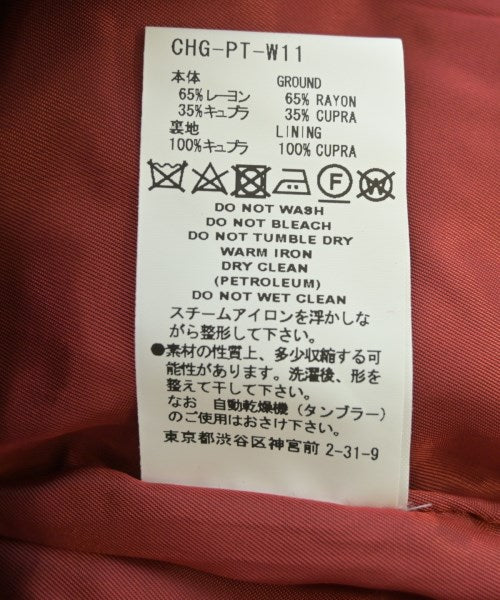 CHG-PT-W11
本体 GROUND
65%レーヨン 65% RAYON
35%キュプラ 35% CUPRA
裏地 LINING
100%キュプラ 100% CUPRA
F W
DO NOT WASH
DO NOT BLEACH
DO NOT TUMBLE DRY
WARM IRON
DRY CLEAN
(PETROLEUM)
DO NOT WET CLEAN
スチームアイロンを浮かしな
がら整形して下さい。
●素材の性質上、多少収縮する可
能性があります。洗濯後、形を
整えて干して下さい。
なお 自動乾燥機（タンブラー）
のご使用はおさけ下さい。
東京都渋谷区神宮前 2-31-9